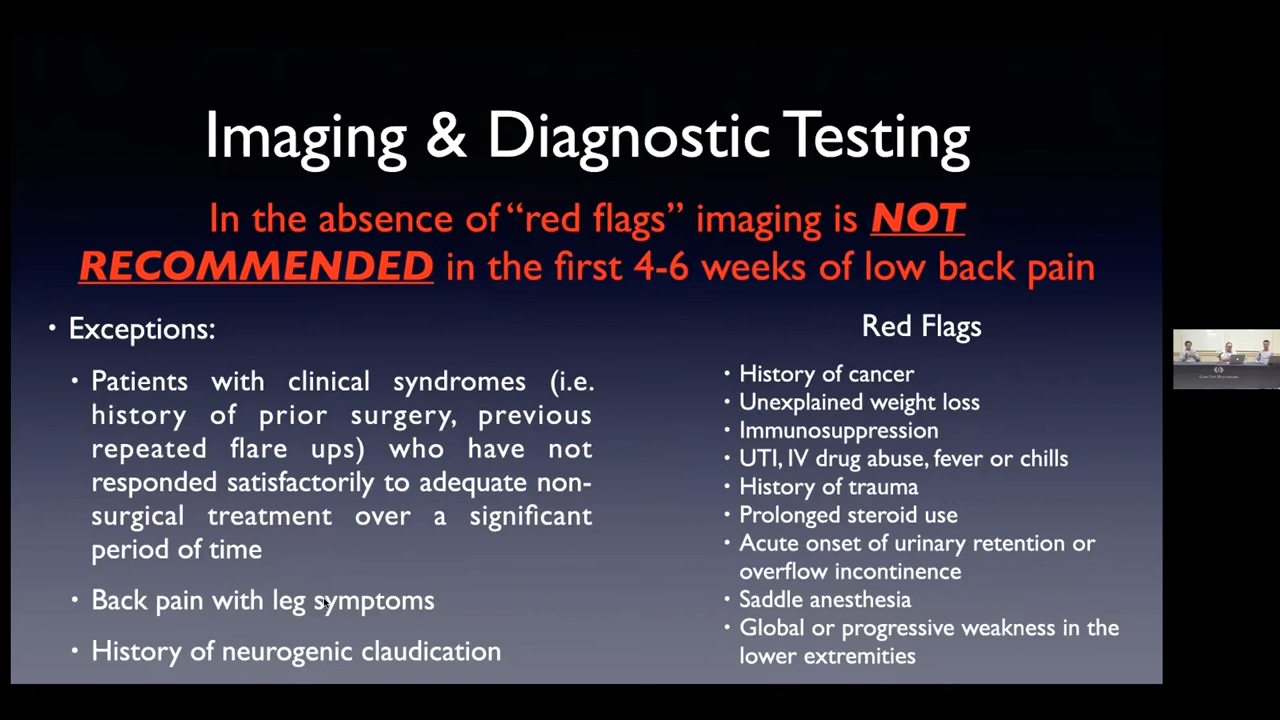 Imaging & Diagnostic Testing
In the absence of “red flags” imaging is NOT
RECOMMENDED in the first 4-6 weeks of low back pain
• Exceptions:
• Patients with clinical syndromes (i.e.
history of prior surgery, previous
repeated flare ups) who have not
responded satisfactorily to adequate non-
surgical treatment over a significant
period of time
• Back pain with leg symptoms
• History of neurogenic claudication
Red Flags
• History of cancer
• Unexplained weight loss
• Immunosuppression
• UTI, IV drug abuse, fever or chills
• History of trauma
• Prolonged steroid use
• Acute onset of urinary retention or
overflow incontinence
• Saddle anesthesia
• Global or progressive weakness in the
lower extremities